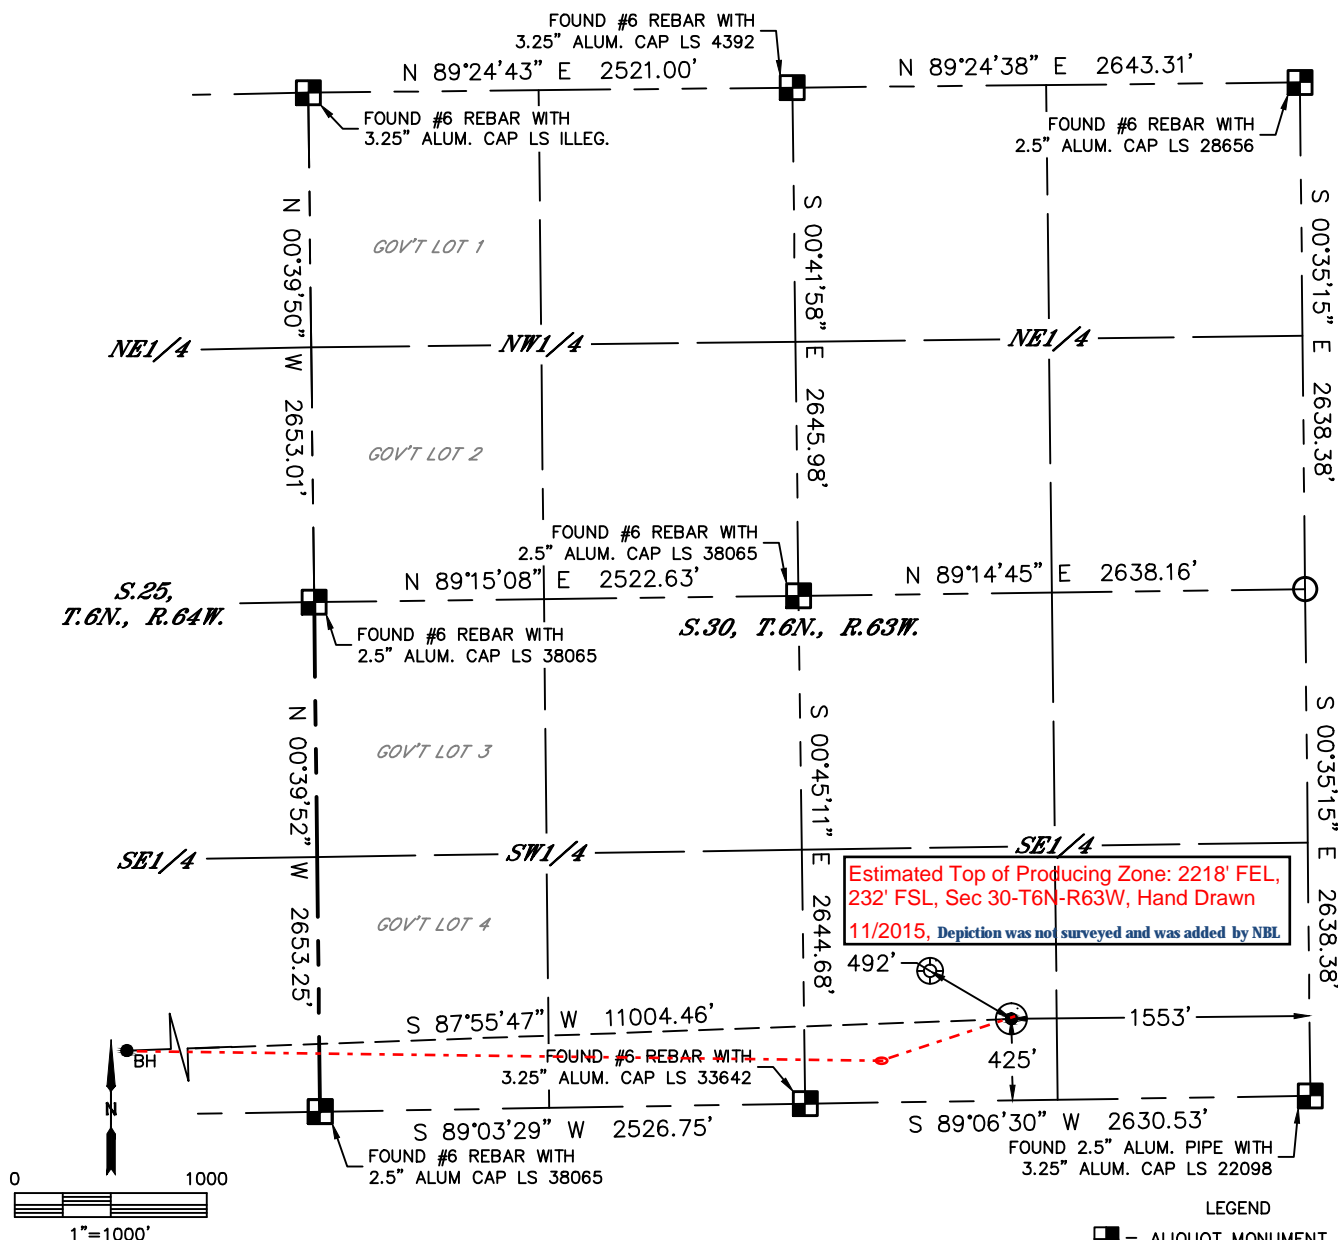 FOUND #6 REBAR WITH
3.25" ALUM. CAP LS 4392
N 89°24'43" E 2521.00'
N 89°24'38" E 2643.31'
FOUND #6 REBAR WITH
3.25" ALUM. CAP LS ILLEG.
FOUND #6 REBAR WITH
2.5" ALUM. CAP LS 28656
N 00°39'50" W 2653.01'
GOV'T LOT 1
S 00°41'58" E 2645.98'
S 00°35'15" E 2638.38'
NE1/4
NW1/4
NE1/4
GOV'T LOT 2
FOUND #6 REBAR WITH
2.5" ALUM. CAP LS 38065
S.25,
T.6N., R.64W.
N 89°15'08" E 2522.63'
N 89°14'45" E 2638.16'
S.30, T.6N., R.63W.
FOUND #6 REBAR WITH
2.5" ALUM. CAP LS 38065
N 00°39'52" W 2653.25'
GOV'T LOT 3
S 00°45'11" E 2644.68'
S 00°35'15" E 2638.38'
SE1/4
SW1/4
SE1/4
Estimated Top of Producing Zone: 2218' FEL,
232' FSL, Sec 30-T6N-R63W, Hand Drawn
11/2015, Depiction was not surveyed and was added by NBL
GOV'T LOT 4
492'
S 87°55'47" W 11004.46'
1553'
BH
425'
FOUND #6 REBAR WITH
3.25" ALUM. CAP LS 33642
N
S 89°03'29" W 2526.75'
S 89°06'30" W 2630.53'
FOUND #6 REBAR WITH
2.5" ALUM CAP LS 38065
FOUND 2.5" ALUM. PIPE WITH
3.25" ALUM. CAP LS 22098
0 1000
1"=1000'
LEGEND
= ALIQUOT MONUMENT